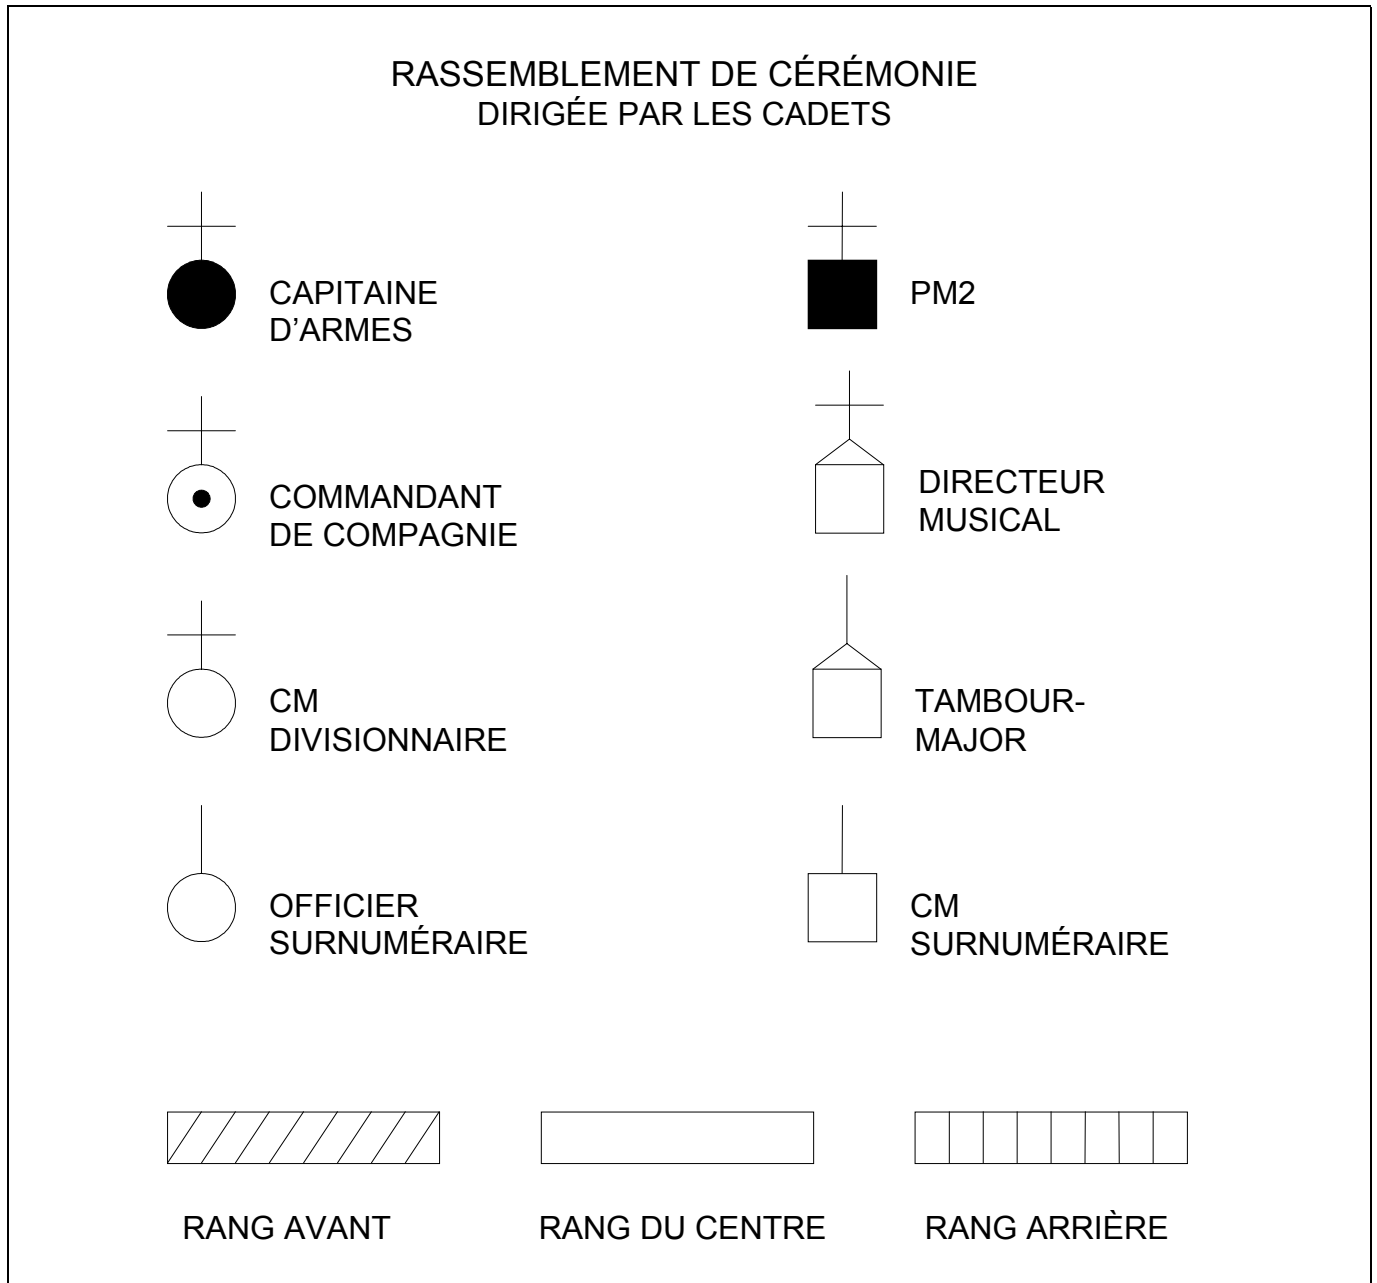 RASSEMBLEMENT DE CÉRÉMONIE
DIRIGÉE PAR LES CADETS
CAPITAINE
D'ARMES
PM2
COMMANDANT
DE COMPAGNIE
DIRECTEUR
MUSICAL
CM
DIVISIONNAIRE
TAMBOUR-
MAJOR
OFFICIER
SURNUMÉRAIRE
CM
SURNUMÉRAIRE
RANG AVANT
RANG DU CENTRE
RANG ARRIÈRE